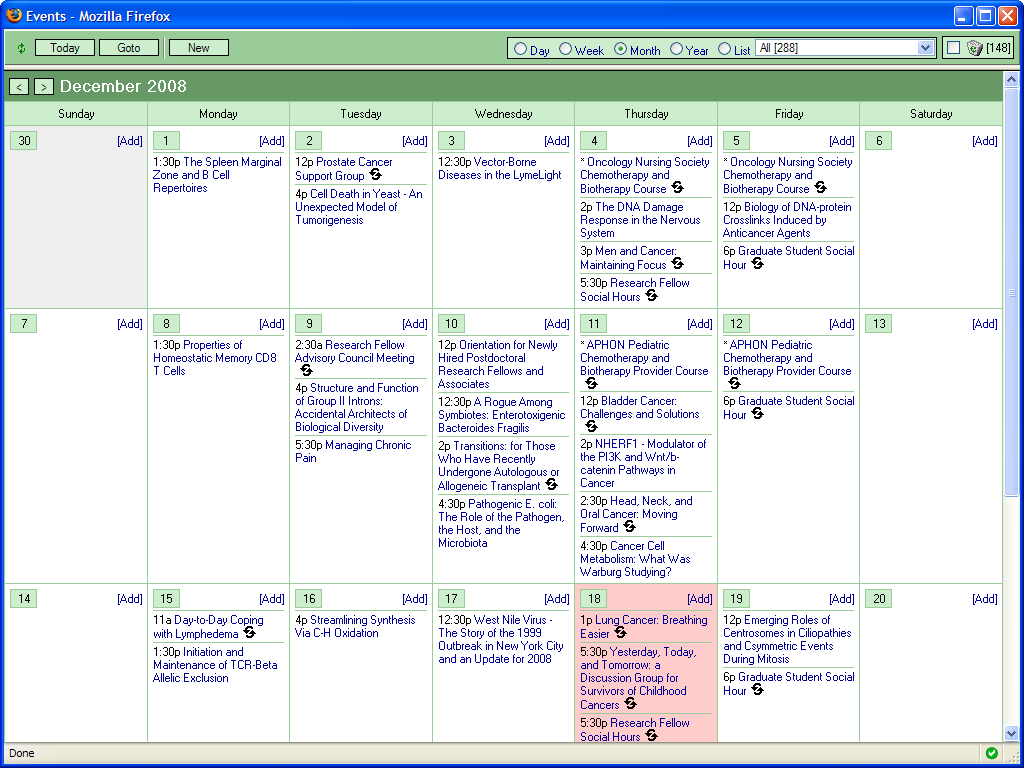 Events - Mozilla Firefox
Today Goto New Day Week Month Year List All [288] [148]
< > December 2008
Sunday Monday Tuesday Wednesday Thursday Friday Saturday
30 [Add]
1 [Add]
1:30p The Spleen Marginal
Zone and B Cell
Repertoires
2 [Add]
12p Prostate Cancer
Support Group
4p Cell Death in Yeast - An
Unexpected Model of
Tumorigenesis
3 [Add]
12:30p Vector-Borne
Diseases in the LymeLight
4 [Add]
* Oncology Nursing Society
Chemotherapy and
Biotherapy Course
2p The DNA Damage
Response in the Nervous
System
3p Men and Cancer:
Maintaining Focus
5:30p Research Fellow
Social Hours
5 [Add]
* Oncology Nursing Society
Chemotherapy and
Biotherapy Course
12p Biology of DNA-protein
Crosslinks Induced by
Anticancer Agents
6p Graduate Student Social
Hour
6 [Add]
7 [Add]
8 [Add]
1:30p Properties of
Homeostatic Memory CD8
T Cells
9 [Add]
2:30a Research Fellow
Advisory Council Meeting
4p Structure and Function
of Group II Introns:
Accidental Architects of
Biological Diversity
5:30p Managing Chronic
Pain
10 [Add]
12p Orientation for Newly
Hired Postdoctoral
Research Fellows and
Associates
12:30p A Rogue Among
Symbiotes: Enterotoxigenic
Bacteroides Fragilis
2p Transitions: for Those
Who Have Recently
Undergone Autologous or
Allogeneic Transplant
4:30p Pathogenic E. coli:
The Role of the Pathogen,
the Host, and the
Microbiota
11 [Add]
* APHON Pediatric
Chemotherapy and
Biotherapy Provider Course
12p Bladder Cancer:
Challenges and Solutions
2p NHERF1 - Modulator of
the PI3K and Wnt/b-
catenin Pathways in
Cancer
2:30p Head, Neck, and
Oral Cancer: Moving
Forward
4:30p Cancer Cell
Metabolism: What Was
Warburg Studying?
12 [Add]
* APHON Pediatric
Chemotherapy and
Biotherapy Provider Course
6p Graduate Student Social
Hour
13 [Add]
14 [Add]
15 [Add]
11a Day-to-Day Coping
with Lymphedema
1:30p Initiation and
Maintenance of TCR-Beta
Allelic Exclusion
16 [Add]
4p Streamlining Synthesis
Via C-H Oxidation
17 [Add]
12:30p West Nile Virus -
The Story of the 1999
Outbreak in New York City
and an Update for 2008
18 [Add]
1p Lung Cancer: Breathing
Easier
5:30p Yesterday, Today,
and Tomorrow: a
Discussion Group for
Survivors of Childhood
Cancers
5:30p Research Fellow
Social Hours
19 [Add]
12p Emerging Roles of
Centrosomes in Ciliopathies
and Csymmetric Events
During Mitosis
6p Graduate Student Social
Hour
20 [Add]
Done